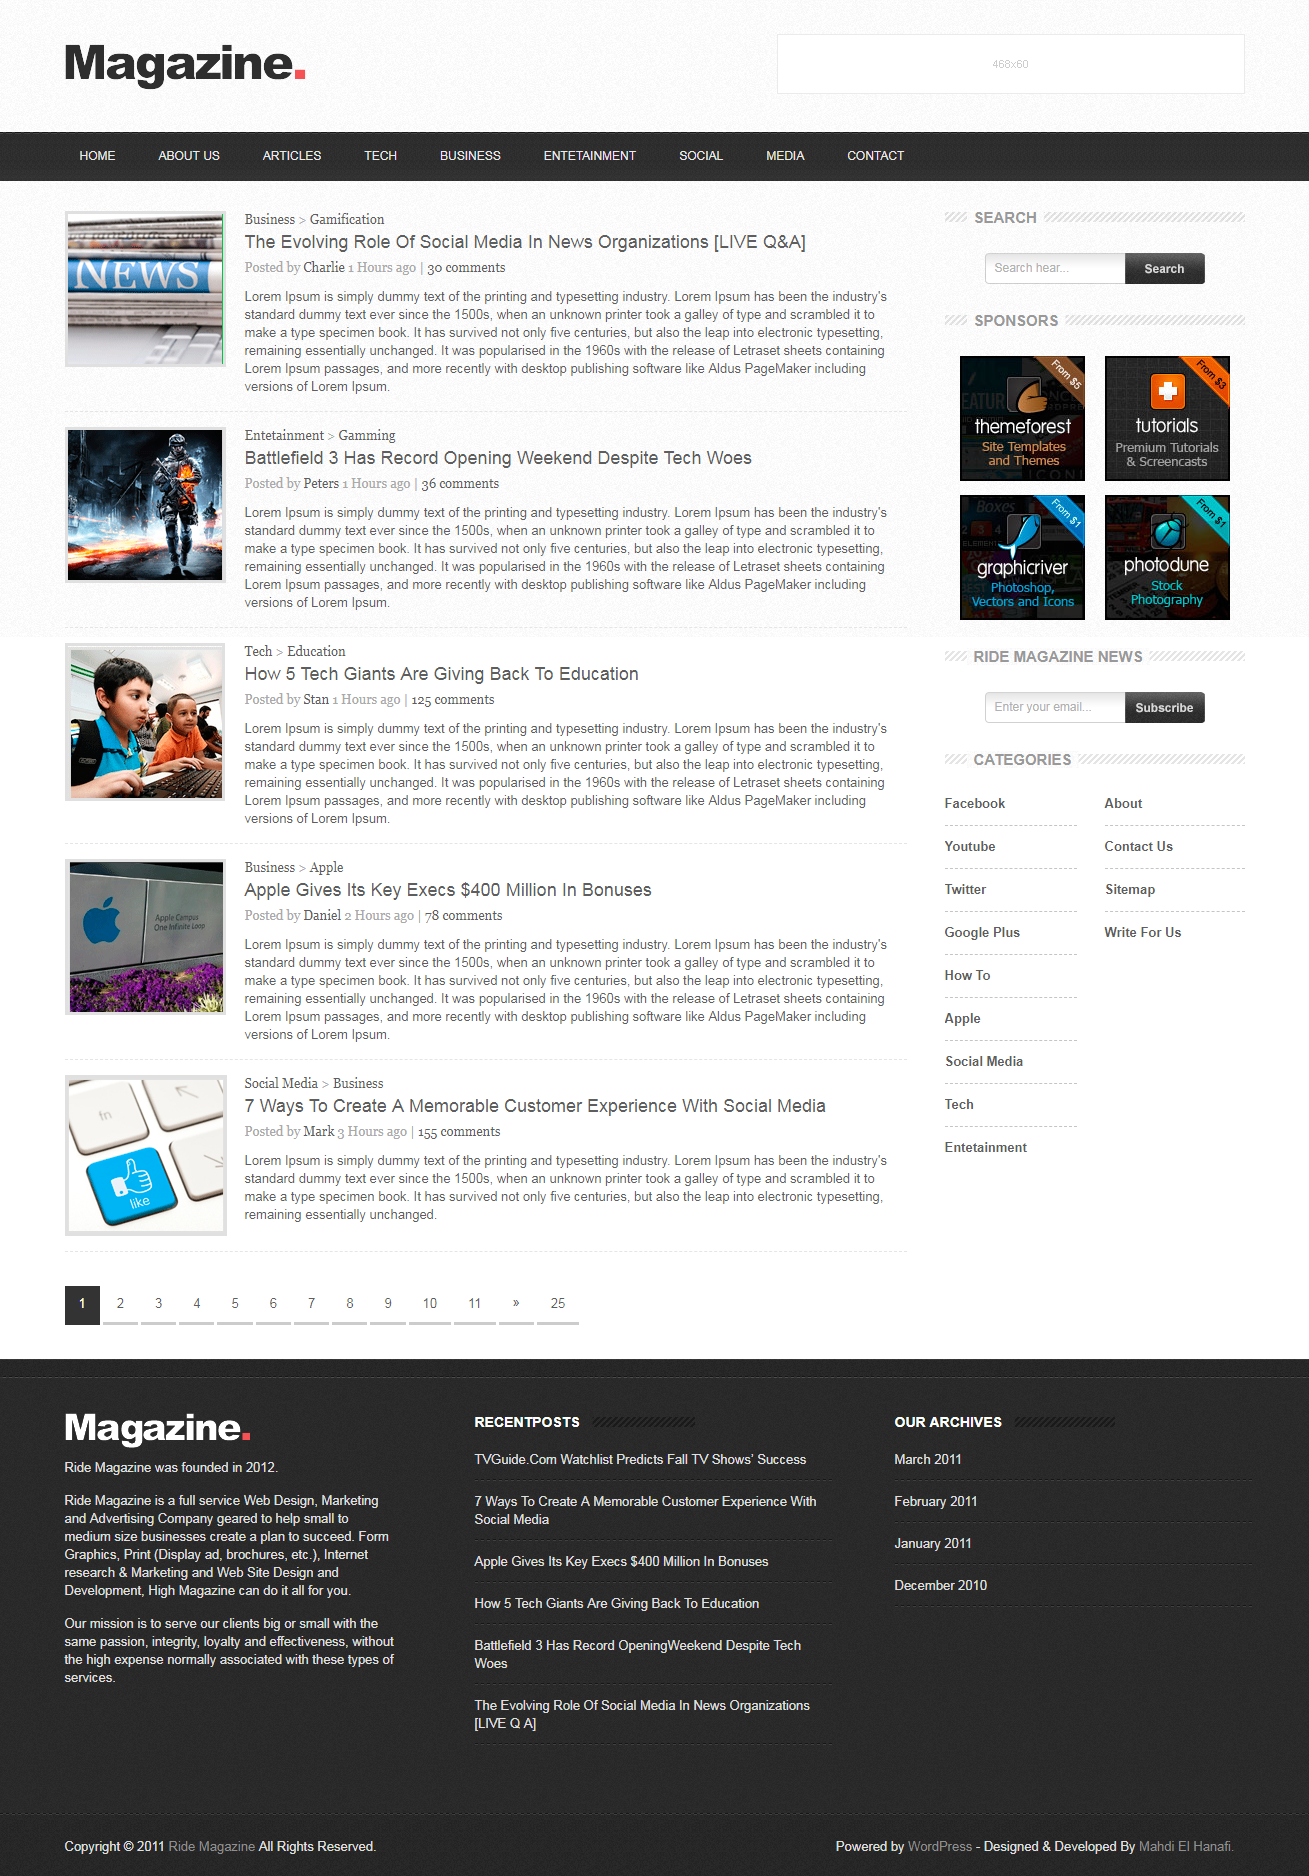 Magazine.
468x60
HOME ABOUT US ARTICLES TECH BUSINESS ENTETAINMENT SOCIAL MEDIA CONTACT
NEWS
Business > Gamification
The Evolving Role Of Social Media In News Organizations [LIVE Q&A]
Posted by Charlie 1 Hours ago | 30 comments
Lorem Ipsum is simply dummy text of the printing and typesetting industry. Lorem Ipsum has been the industry's
standard dummy text ever since the 1500s, when an unknown printer took a galley of type and scrambled it to
make a type specimen book. It has survived not only five centuries, but also the leap into electronic typesetting,
remaining essentially unchanged. It was popularised in the 1960s with the release of Letraset sheets containing
Lorem Ipsum passages, and more recently with desktop publishing software like Aldus PageMaker including
versions of Lorem Ipsum.
Entetainment > Gamming
Battlefield 3 Has Record Opening Weekend Despite Tech Woes
Posted by Peters 1 Hours ago | 36 comments
Lorem Ipsum is simply dummy text of the printing and typesetting industry. Lorem Ipsum has been the industry's
standard dummy text ever since the 1500s, when an unknown printer took a galley of type and scrambled it to
make a type specimen book. It has survived not only five centuries, but also the leap into electronic typesetting,
remaining essentially unchanged. It was popularised in the 1960s with the release of Letraset sheets containing
Lorem Ipsum passages, and more recently with desktop publishing software like Aldus PageMaker including
versions of Lorem Ipsum.
Tech > Education
How 5 Tech Giants Are Giving Back To Education
Posted by Stan 1 Hours ago | 125 comments
Lorem Ipsum is simply dummy text of the printing and typesetting industry. Lorem Ipsum has been the industry's
standard dummy text ever since the 1500s, when an unknown printer took a galley of type and scrambled it to
make a type specimen book. It has survived not only five centuries, but also the leap into electronic typesetting,
remaining essentially unchanged. It was popularised in the 1960s with the release of Letraset sheets containing
Lorem Ipsum passages, and more recently with desktop publishing software like Aldus PageMaker including
versions of Lorem Ipsum.
Apple Campus
One Infinite Loop
Business > Apple
Apple Gives Its Key Execs $400 Million In Bonuses
Posted by Daniel 2 Hours ago | 78 comments
Lorem Ipsum is simply dummy text of the printing and typesetting industry. Lorem Ipsum has been the industry's
standard dummy text ever since the 1500s, when an unknown printer took a galley of type and scrambled it to
make a type specimen book. It has survived not only five centuries, but also the leap into electronic typesetting,
remaining essentially unchanged. It was popularised in the 1960s with the release of Letraset sheets containing
Lorem Ipsum passages, and more recently with desktop publishing software like Aldus PageMaker including
versions of Lorem Ipsum.
fn
like
Social Media > Business
7 Ways To Create A Memorable Customer Experience With Social Media
Posted by Mark 3 Hours ago | 155 comments
Lorem Ipsum is simply dummy text of the printing and typesetting industry. Lorem Ipsum has been the industry's
standard dummy text ever since the 1500s, when an unknown printer took a galley of type and scrambled it to
make a type specimen book. It has survived not only five centuries, but also the leap into electronic typesetting,
remaining essentially unchanged.
1 2 3 4 5 6 7 8 9 10 11 » 25
SEARCH
Search hear... Search
SPONSORS
From $5
themeforest
Site Templates
and Themes
From $3
tutorials
Premium Tutorials
& Screencasts
From $1
Boxes
graphicriver
Photoshop,
Vectors and Icons
From $1
photodune
Stock
Photography
RIDE MAGAZINE NEWS
Enter your email... Subscribe
CATEGORIES
Facebook
Youtube
Twitter
Google Plus
How To
Apple
Social Media
Tech
Entetainment
About
Contact Us
Sitemap
Write For Us
Magazine.
Ride Magazine was founded in 2012.
Ride Magazine is a full service Web Design, Marketing
and Advertising Company geared to help small to
medium size businesses create a plan to succeed. Form
Graphics, Print (Display ad, brochures, etc.), Internet
research & Marketing and Web Site Design and
Development, High Magazine can do it all for you.
Our mission is to serve our clients big or small with the
same passion, integrity, loyalty and effectiveness, without
the high expense normally associated with these types of
services.
RECENTPOSTS
TVGuide.Com Watchlist Predicts Fall TV Shows' Success
7 Ways To Create A Memorable Customer Experience With
Social Media
Apple Gives Its Key Execs $400 Million In Bonuses
How 5 Tech Giants Are Giving Back To Education
Battlefield 3 Has Record OpeningWeekend Despite Tech
Woes
The Evolving Role Of Social Media In News Organizations
[LIVE Q A]
OUR ARCHIVES
March 2011
February 2011
January 2011
December 2010
Copyright © 2011 Ride Magazine All Rights Reserved.
Powered by WordPress - Designed & Developed By Mahdi El Hanafi.